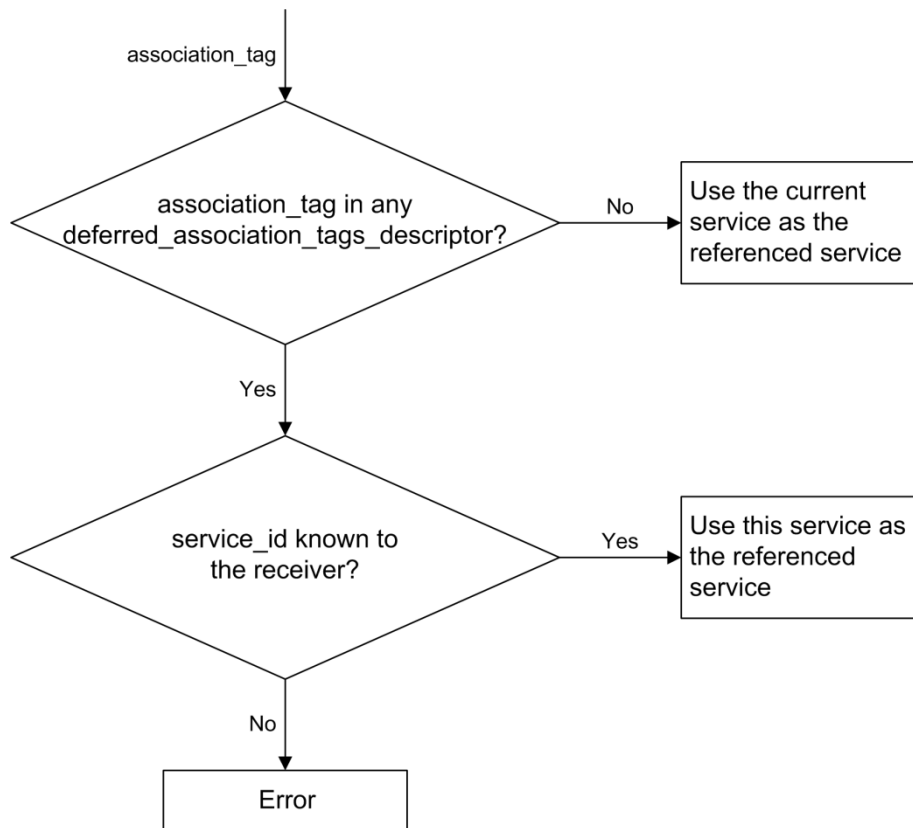 association_tag
association_tag in any
deferred_association_tags_descriptor?
No
Use the current
service as the
referenced service
Yes
service_id known to
the receiver?
Yes
Use this service as
the referenced
service
No
Error